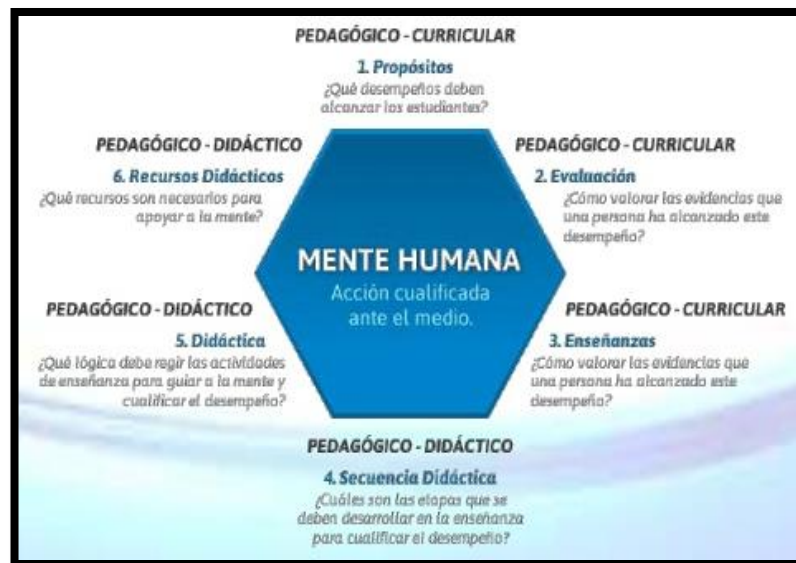 PEDAGÓGICO - CURRICULAR
1. Propósitos
¿Qué desempeños deben
alcanzar los estudiantes?
PEDAGÓGICO - CURRICULAR
2. Evaluación
¿Cómo valorar las evidencias que
una persona ha alcanzado este
desempeño?
PEDAGÓGICO - CURRICULAR
3. Enseñanzas
¿Cómo valorar las evidencias que
una persona ha alcanzado este
desempeño?
PEDAGÓGICO - DIDÁCTICO
4. Secuencia Didáctica
¿Cuáles son las etapas que se
deben desarrollar en la enseñanza
para cualificar el desempeño?
PEDAGÓGICO - DIDÁCTICO
5. Didáctica
¿Qué lógica debe regir las actividades
de enseñanza para guiar a la mente y
cualificar el desempeño?
PEDAGÓGICO - DIDÁCTICO
6. Recursos Didácticos
¿Qué recursos son necesarios para
apoyar a la mente?
MENTE HUMANA
Acción cualificada
ante el medio.